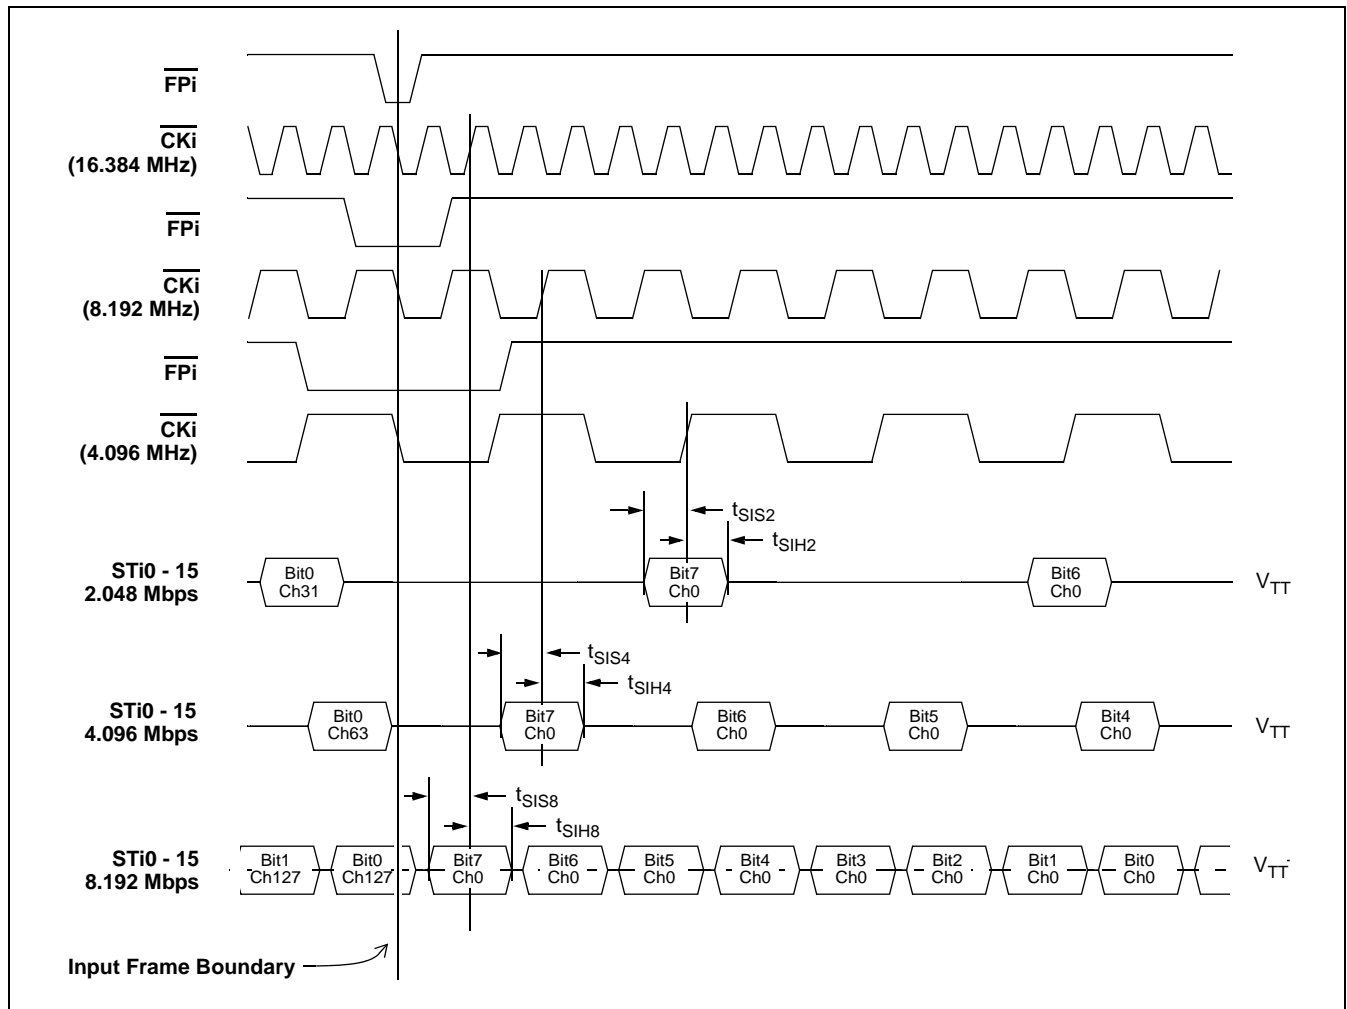 FPi
CKi
(16.384 MHz)
FPi
CKi
(8.192 MHz)
FPi
CKi
(4.096 MHz)
tSIS2
tSIH2
STi0 - 15
2.048 Mbps
Bit0
Ch31
Bit7
Ch0
Bit6
Ch0
VTT
tSIS4
tSIH4
STi0 - 15
4.096 Mbps
Bit0
Ch63
Bit7
Ch0
Bit6
Ch0
Bit5
Ch0
Bit4
Ch0
VTT
tSIS8
tSIH8
STi0 - 15
8.192 Mbps
Bit1
Ch127
Bit0
Ch127
Bit7
Ch0
Bit6
Ch0
Bit5
Ch0
Bit4
Ch0
Bit3
Ch0
Bit2
Ch0
Bit1
Ch0
Bit0
Ch0
VTT
Input Frame Boundary